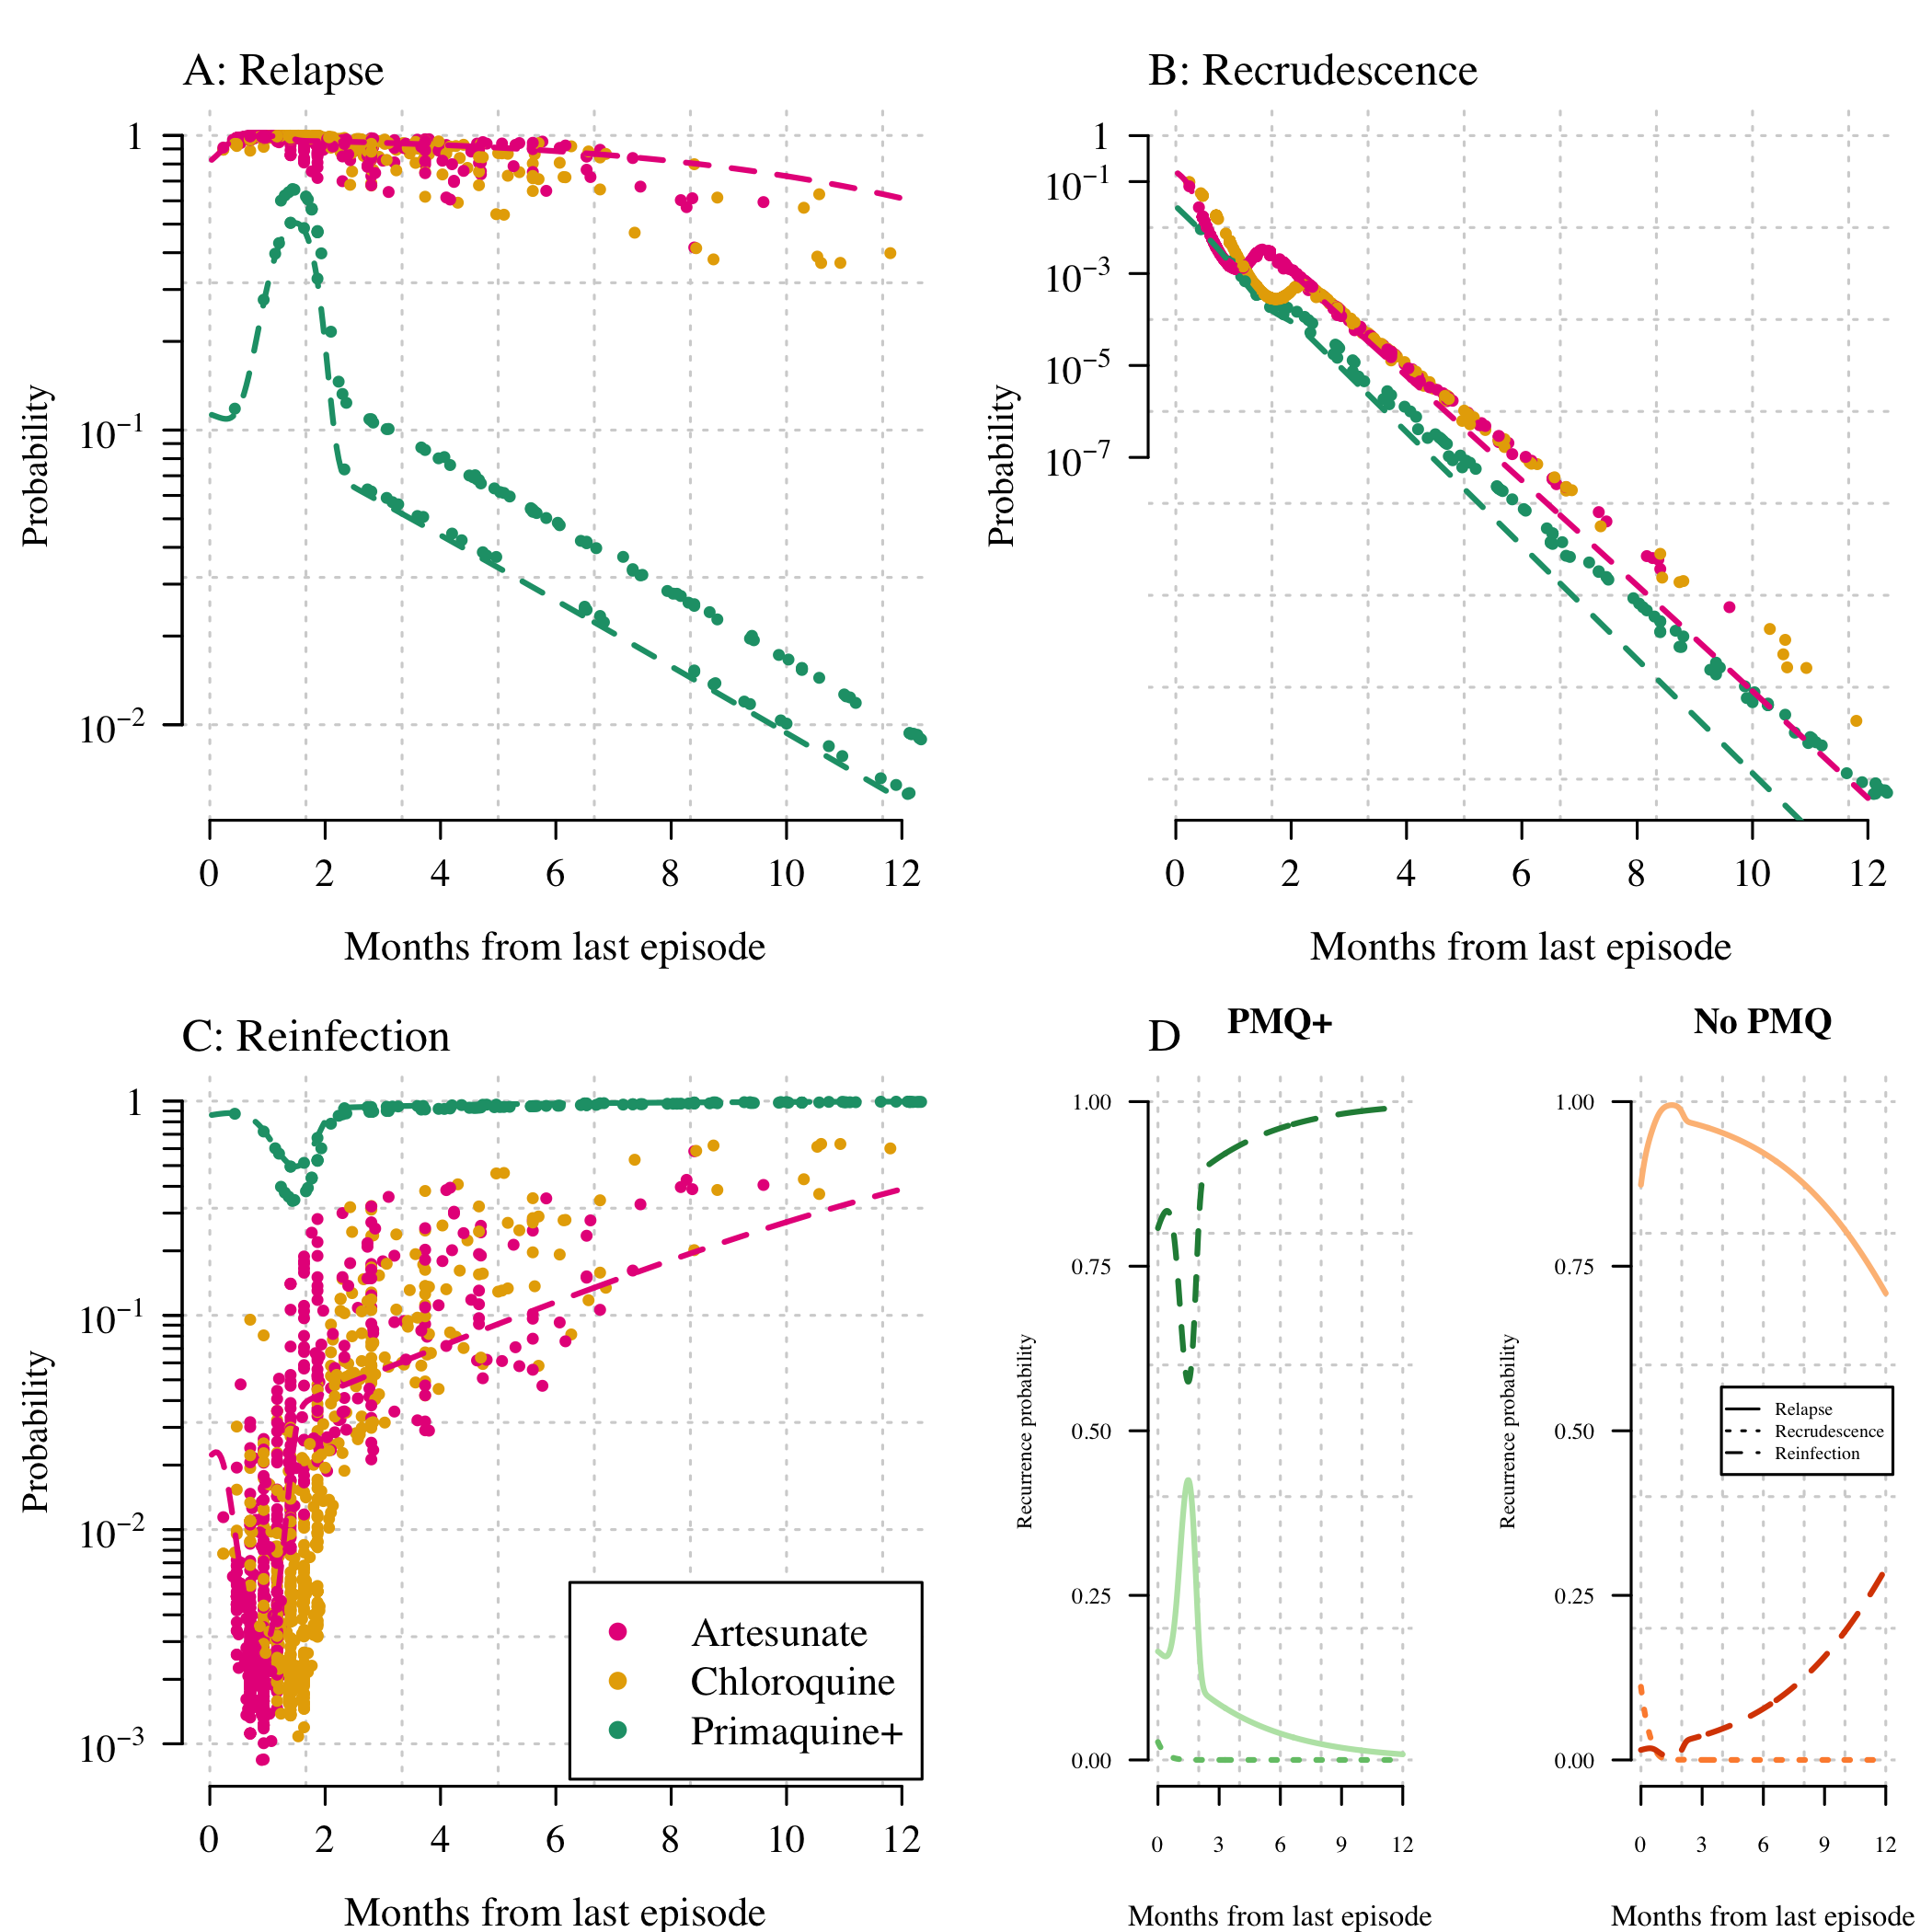 A: Relapse
Probability
1
10−1
10−2
0 2 4 6 8 10 12
Months from last episode
B: Recrudescence
Probability
1
10−1
10−3
10−5
10−7
0 2 4 6 8 10 12
Months from last episode
C: Reinfection
Probability
1
10−1
10−2
10−3
Artesunate
Chloroquine
Primaquine+
0 2 4 6 8 10 12
Months from last episode
D
PMQ+
Recurrence probability
1.00
0.75
0.50
0.25
0.00
0 3 6 9 12
Months from last episode
No PMQ
Recurrence probability
1.00
0.75
0.50
0.25
0.00
Relapse
Recrudescence
Reinfection
0 3 6 9 12
Months from last episode